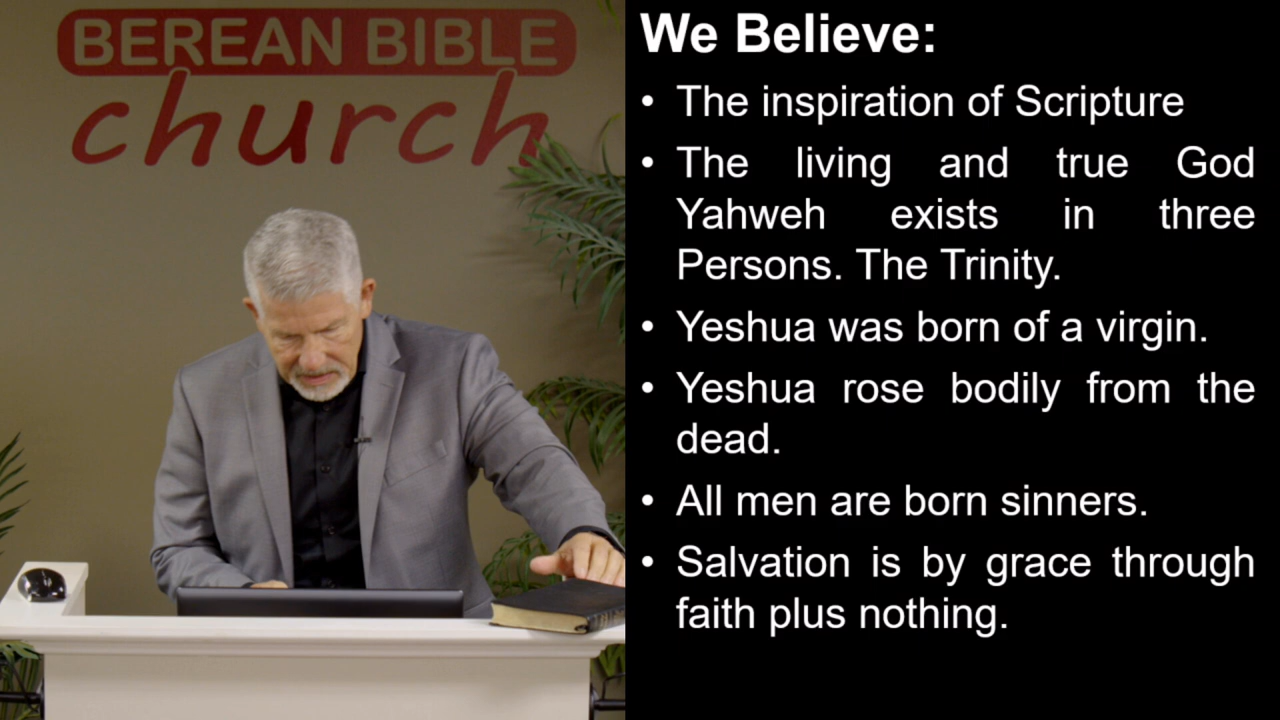 BEREAN BIBLE
church
We Believe:
• The inspiration of Scripture
• The living and true God
Yahweh exists in three
Persons. The Trinity.
• Yeshua was born of a virgin.
• Yeshua rose bodily from the
dead.
• All men are born sinners.
• Salvation is by grace through
faith plus nothing.